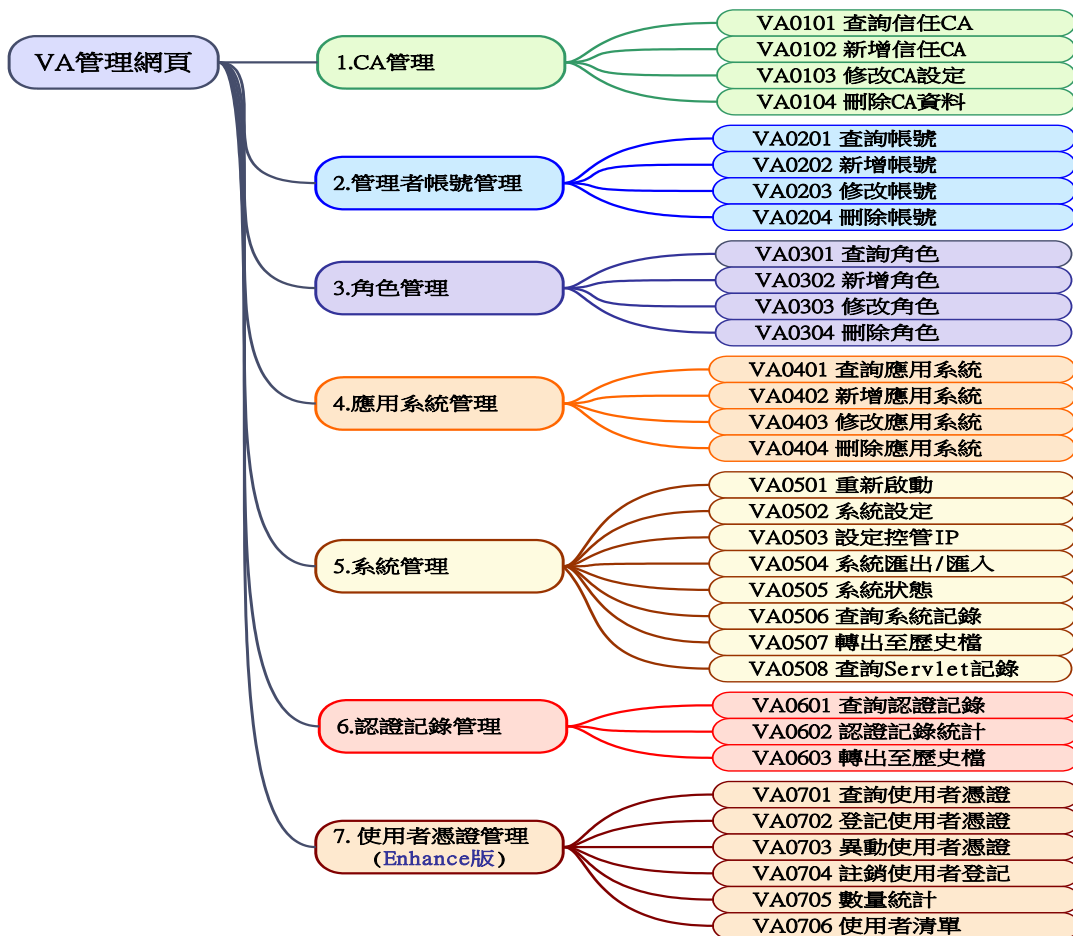 VA管理網頁
1.CA管理
VA0101 查詢信任CA
VA0102 新增信任CA
VA0103 修改CA設定
VA0104 刪除CA資料
2.管理者帳號管理
VA0201 查詢帳號
VA0202 新增帳號
VA0203 修改帳號
VA0204 刪除帳號
3.角色管理
VA0301 查詢角色
VA0302 新增角色
VA0303 修改角色
VA0304 刪除角色
4.應用系統管理
VA0401 查詢應用系統
VA0402 新增應用系統
VA0403 修改應用系統
VA0404 刪除應用系統
5.系統管理
VA0501 重新啟動
VA0502 系統設定
VA0503 設定控管IP
VA0504 系統匯出/匯入
VA0505 系統狀態
VA0506 查詢系統記錄
VA0507 轉出至歷史檔
VA0508 查詢Servlet記錄
6.認證記錄管理
VA0601 查詢認證記錄
VA0602 認證記錄統計
VA0603 轉出至歷史檔
7. 使用者憑證管理
(Enhance版)
VA0701 查詢使用者憑證
VA0702 登記使用者憑證
VA0703 異動使用者憑證
VA0704 註銷使用者登記
VA0705 數量統計
VA0706 使用者清單